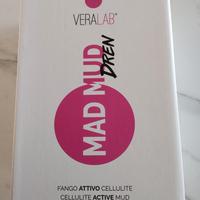 VERALAB®
MAD MUD
DREN
FANGO ATTIVO CELLULITE
CELLULITE ACTIVE MUD